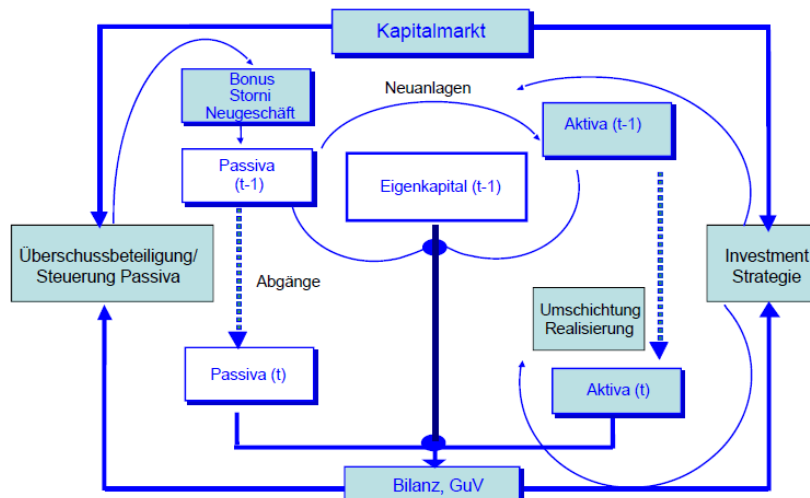 Kapitalmarkt
Bonus
Storni
Neugeschäft
Neuanlagen
Aktiva (t-1)
Passiva
(t-1)
Eigenkapital (t-1)
Überschussbeteiligung/
Steuerung Passiva
Investment
Strategie
Abgänge
Umschichtung
Realisierung
Passiva (t)
Aktiva (t)
Bilanz, GuV